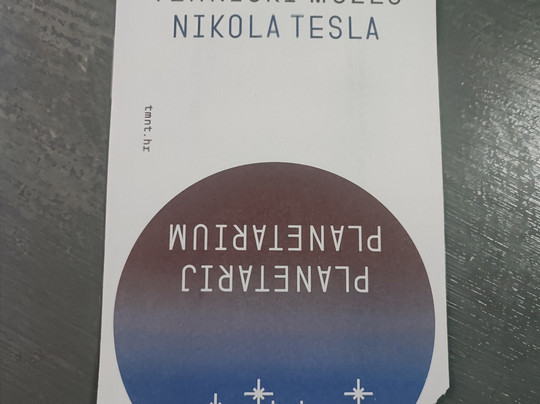 NIKOLA TESLA
tmnt.hr
PLANETARIJ
PLANETARIUM